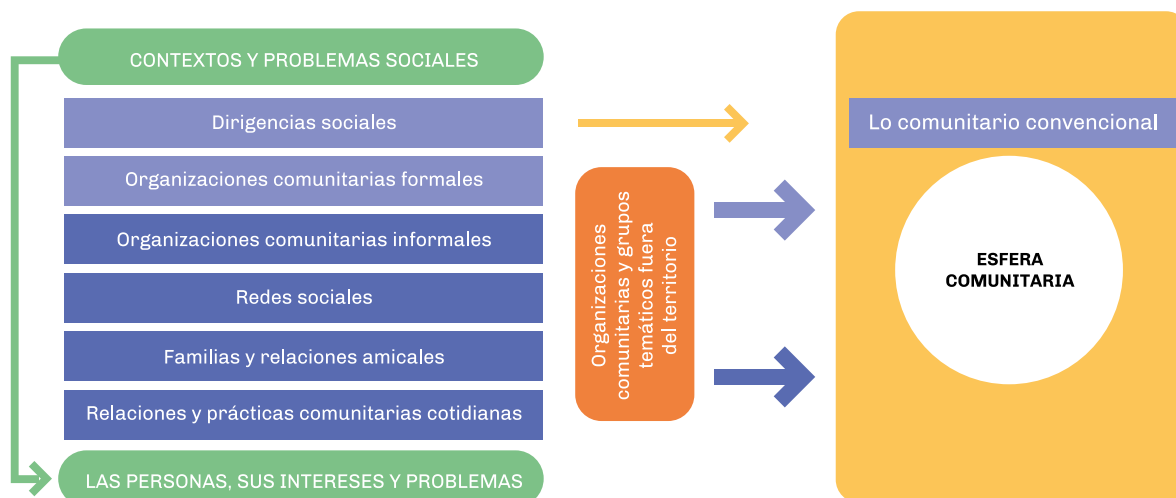 CONTEXTOS Y PROBLEMAS SOCIALES
Dirigencias sociales
Organizaciones comunitarias formales
Organizaciones comunitarias informales
Redes sociales
Familias y relaciones amicales
Relaciones y prácticas comunitarias cotidianas
LAS PERSONAS, SUS INTERESES Y PROBLEMAS
Organizaciones
comunitarias y grupos
temáticos fuera
del territorio
Lo comunitario convencional
ESFERA
COMUNITARIA